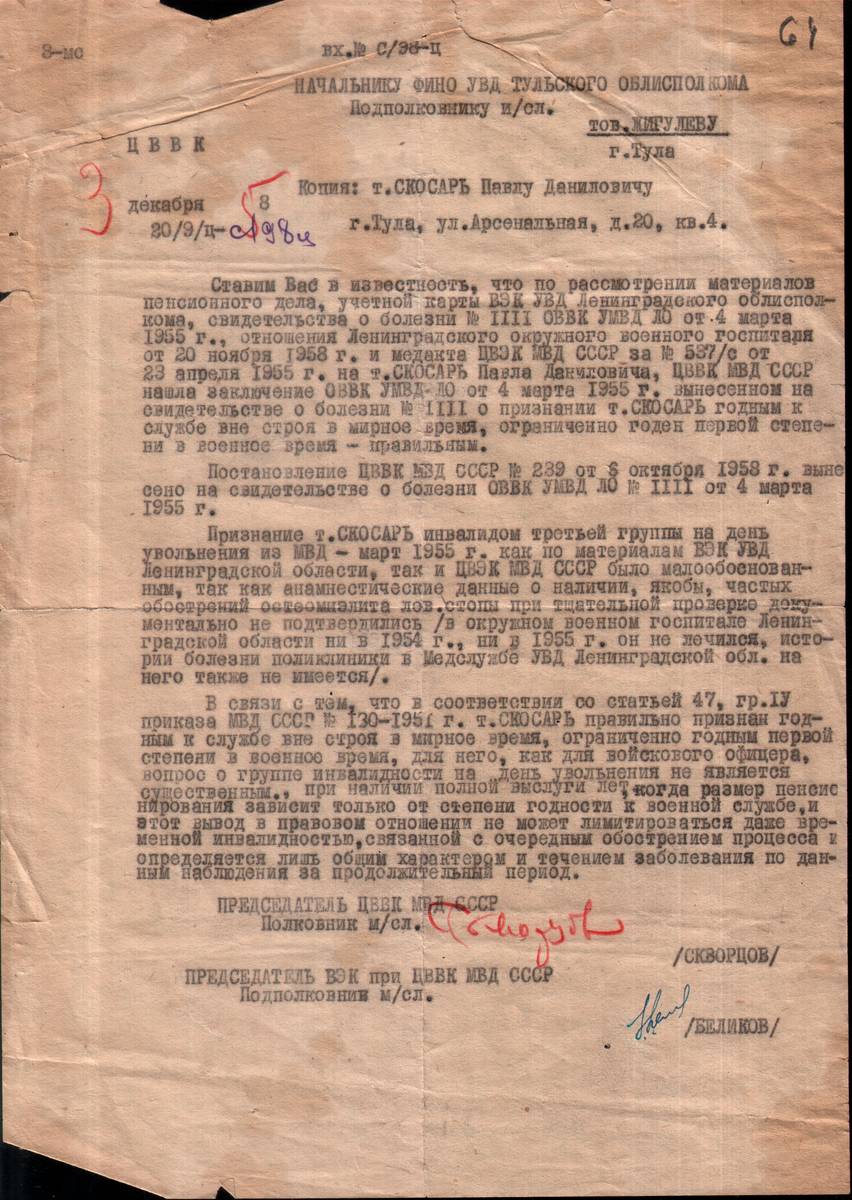 64
3-мс
вх.№ С/98-ц
НАЧАЛЬНИКУ ФИНО УВД ТУЛЬСКОГО ОБЛИСПОЛКОМА
Подполковнику и/сл.
тов.ЖИГУЛЕВУ
г.Тула
ЦВВК
Копия: т.СКОСАРЬ Павлу Даниловичу
3 декабря 58
20/9/ц-с/98ц
г.Тула, ул.Арсенальная, д.20, кв.4.
Ставим Вас в известность, что по рассмотрении материалов
пенсионного дела, учетной карты ВЭК УВД Ленинградского облиспол-
кома, свидетельства о болезни № IIII ОВВК УМВД ЛО от 4 марта
1955 г., отношения Ленинградского окружного военного госпиталя
от 20 ноября 1958 г. и медакта ЦВЭК МВД СССР за № 537/с от
23 апреля 1955 г. на т.СКОСАРЬ Павла Даниловича, ЦВВК МВД СССР
нашла заключение ОВВК УМВД ЛО от 4 марта 1955 г. вынесенном на
свидетельстве о болезни № IIII о признании т.СКОСАРЬ годным к
службе вне строя в мирное время, ограниченно годен первой степе-
ни в военное время - правильным.
Постановление ЦВВК МВД СССР № 239 от 8 октября 1958 г. выне
сено на свидетельстве о болезни ОВВК УМВД ЛО № IIII от 4 марта
1955 г.
Признание т.СКОСАРЬ инвалидом третьей группы на день
увольнения из МВД - март 1955 г. как по материалам ВЭК УВД
Ленинградской области, так и ЦВЭК МВД СССР было малообоснован-
ным, так как анамнестические данные о наличии, якобы, частых
обострений остеомиэлита лев.стопы при тщательной проверке доку-
ментально не подтвердились /в окружном военном госпитале Ленин-
градской области ни в 1954 г., ни в 1955 г. он не лечился, исто-
рии болезни поликлиники в Медслужбе УВД Ленинградской обл. на
него также не имеется/.
В связи с тем, что в соответствии со статьей 47, гр.IУ
приказа МВД СССР № 130-1951 г. т.СКОСАРЬ правильно признан год-
ным к службе вне строя в мирное время, ограниченно годным первой
степени в военное время, для него, как для войскового офицера,
вопрос о группе инвалидности на день увольнения не является
существенным., при наличии полной выслуги лет, когда размер пенсио
нирования зависит только от степени годности к военной службе,и
этот вывод в правовом отношении не может лимитироваться даже вре-
менной инвалидностью,связанной с очередным обострением процесса и
определяется лишь общим характером и течением заболевания по дан-
ным наблюдения за продолжительный период.
ПРЕДСЕДАТЕЛЬ ЦВВК МВД СССР
Полковник м/сл.
/СКВОРЦОВ/
ПРЕДСЕДАТЕЛЬ ВЭК при ЦВВК МВД СССР
Подполковник м/сл.
/БЕЛИКОВ/